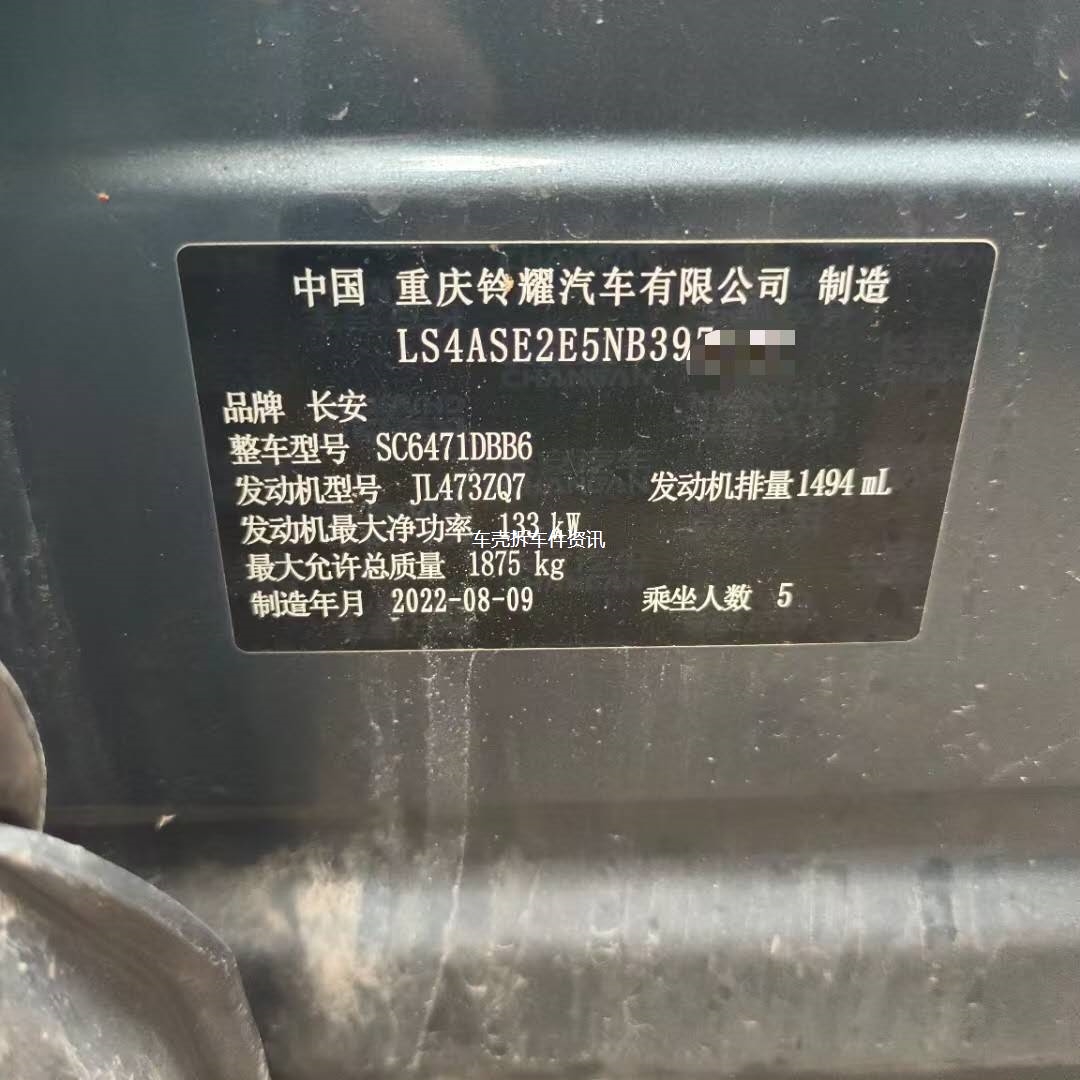 中国 重庆铃耀汽车有限公司 制造
LS4ASE2E5NB397
品牌 长安
整车型号 SC6471DBB6
发动机型号 JL473ZQ7 发动机排量 1494 mL
发动机最大净功率 133 kW
车壳拆车件资讯
最大允许总质量 1875 kg
制造年月 2022-08-09 乘坐人数 5